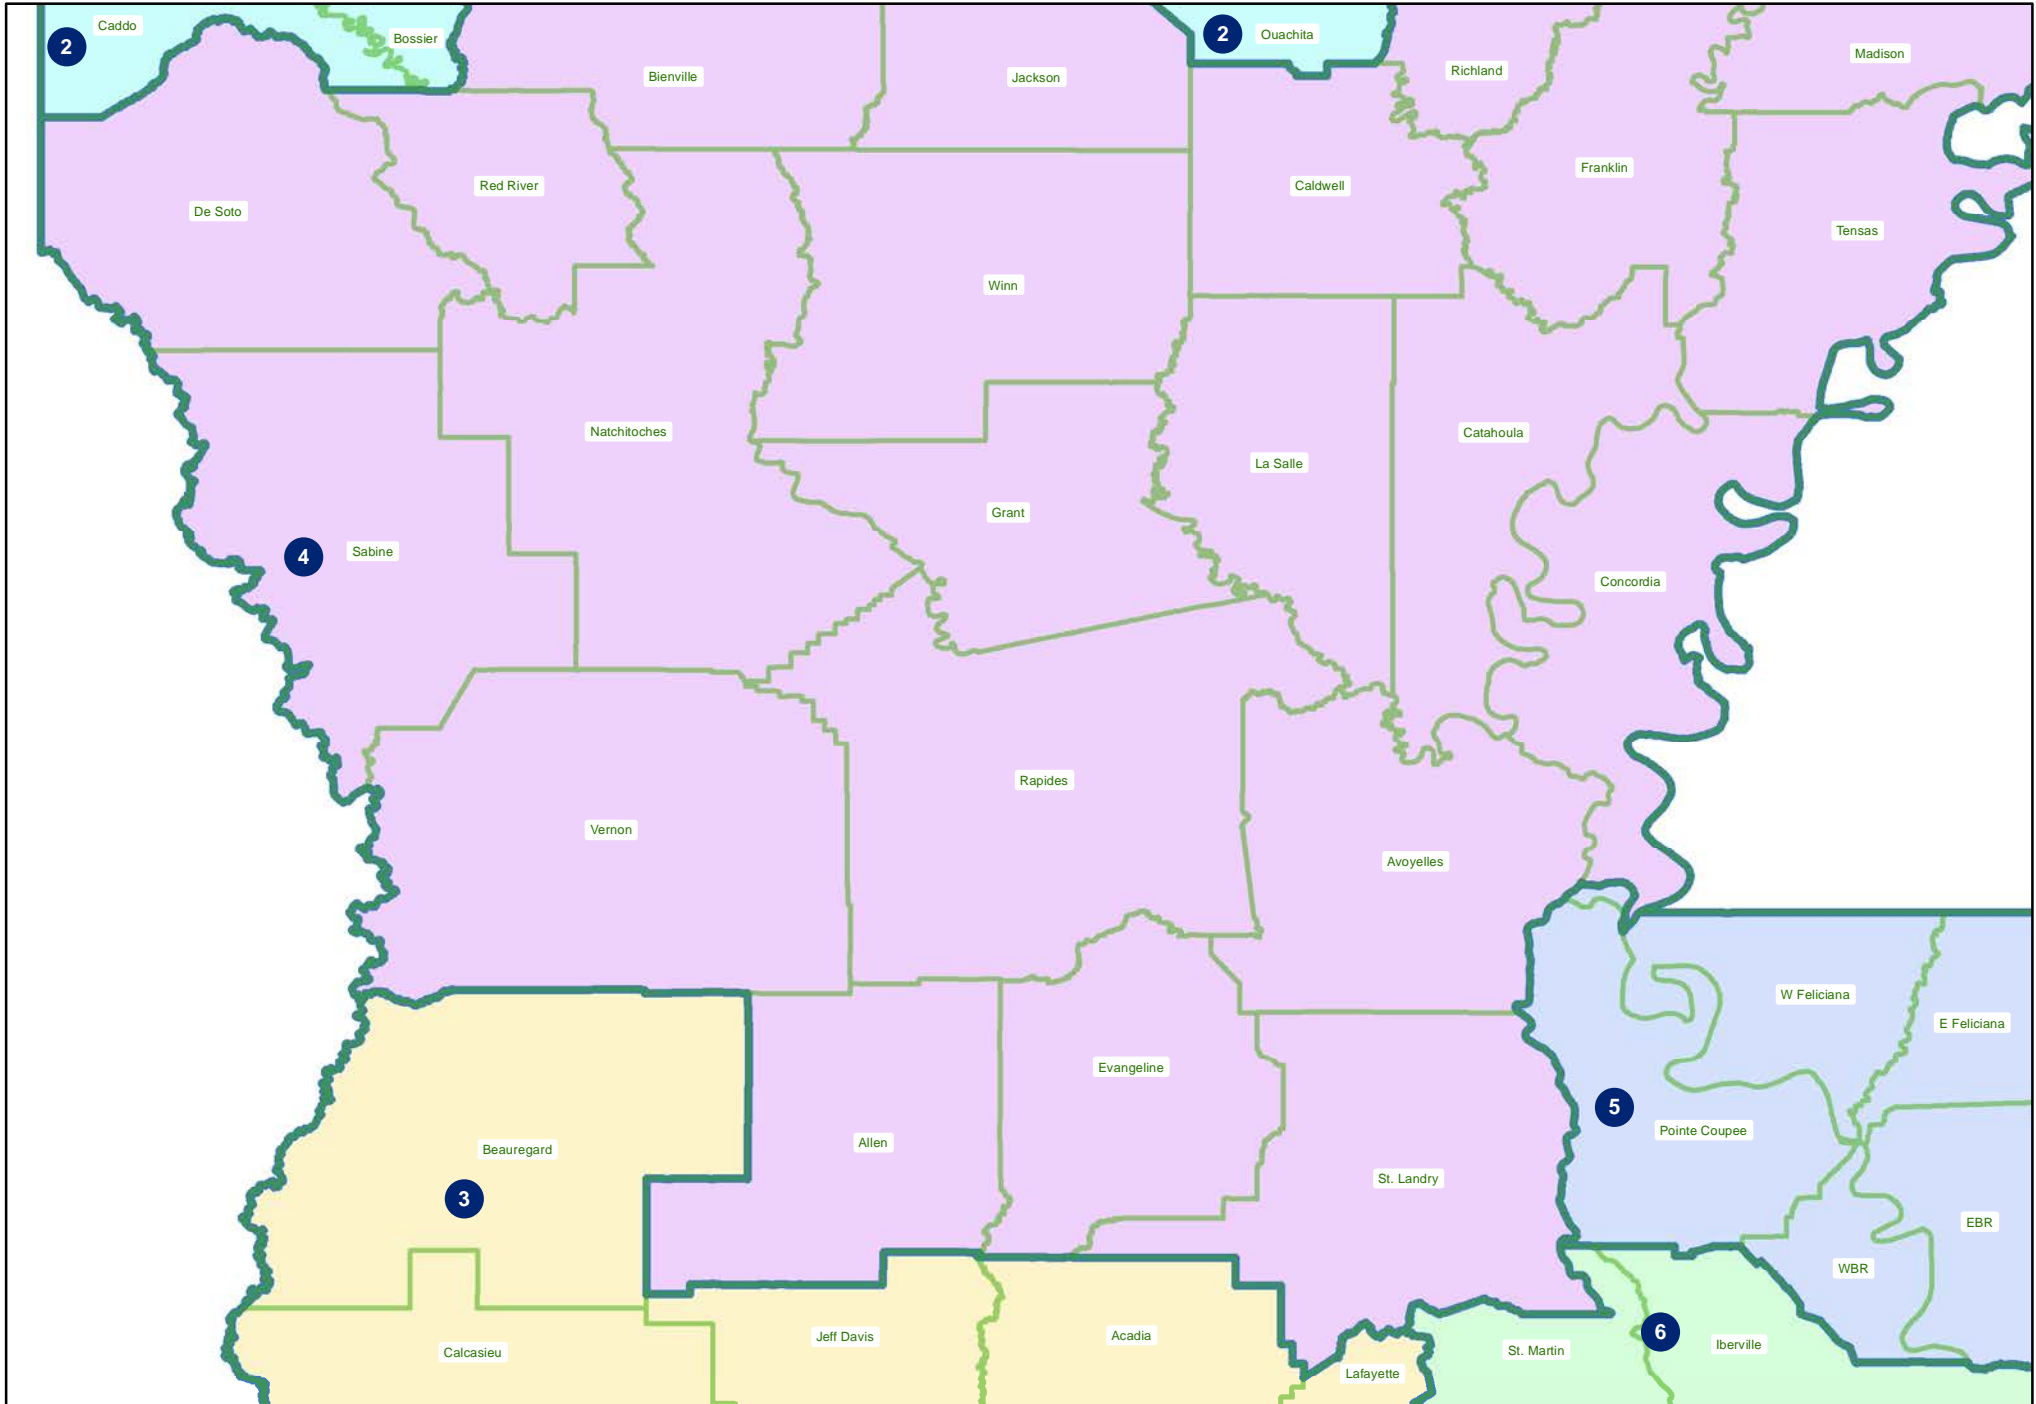 Caddo
2
Bossier
2
Ouachita
Madison
Bienville
Jackson
Richland
Franklin
Red River
Caldwell
De Soto
Tensas
Winn
Natchitoches
Catahoula
La Salle
Grant
4
Sabine
Concordia
Rapides
Vernon
Avoyelles
W Feliciana
E Feliciana
Evangeline
5
Pointe Coupee
Beauregard
Allen
St. Landry
3
EBR
WBR
Jeff Davis
Acadia
6
Iberville
Calcasieu
St. Martin
Lafayette